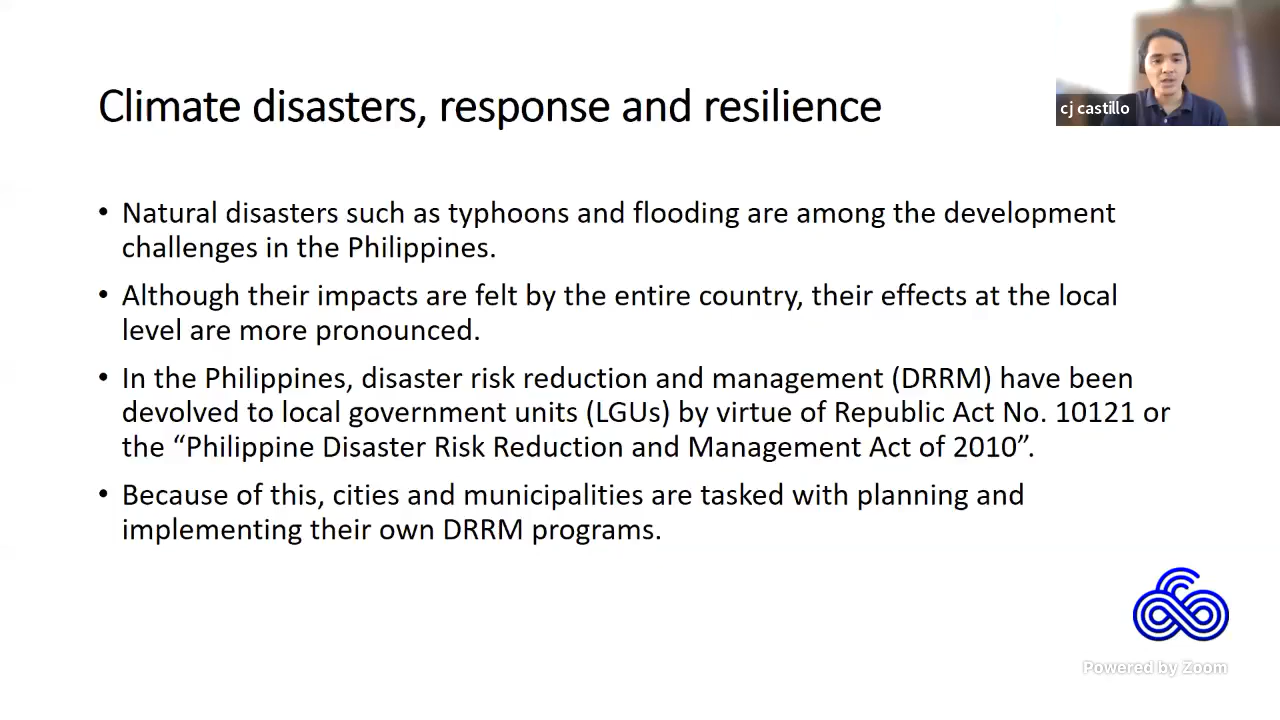 Climate disasters, response and resilience
cj castillo
• Natural disasters such as typhoons and flooding are among the development
challenges in the Philippines.
• Although their impacts are felt by the entire country, their effects at the local
level are more pronounced.
• In the Philippines, disaster risk reduction and management (DRRM) have been
devolved to local government units (LGUs) by virtue of Republic Act No. 10121 or
the “Philippine Disaster Risk Reduction and Management Act of 2010”.
• Because of this, cities and municipalities are tasked with planning and
implementing their own DRRM programs.
Powered by Zoom